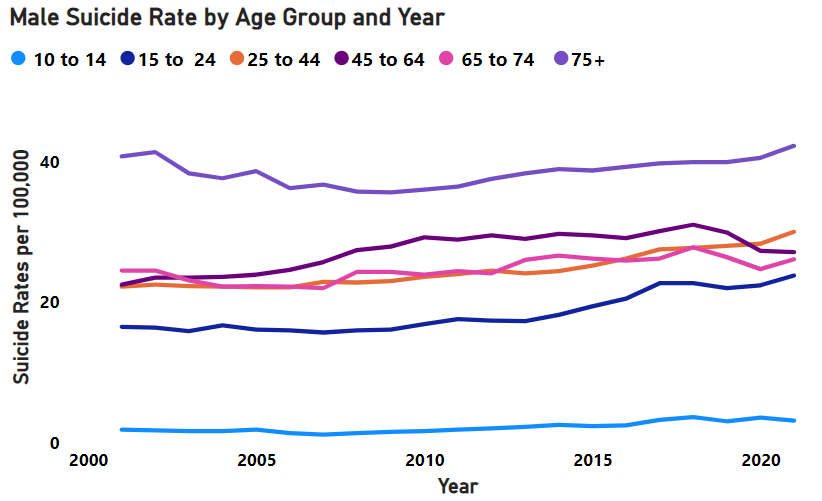 Male Suicide Rate by Age Group and Year
10 to 14 15 to 24 25 to 44 45 to 64 65 to 74 75+
Suicide Rates per 100,000
40
20
0
2000 2005 2010 2015 2020
Year